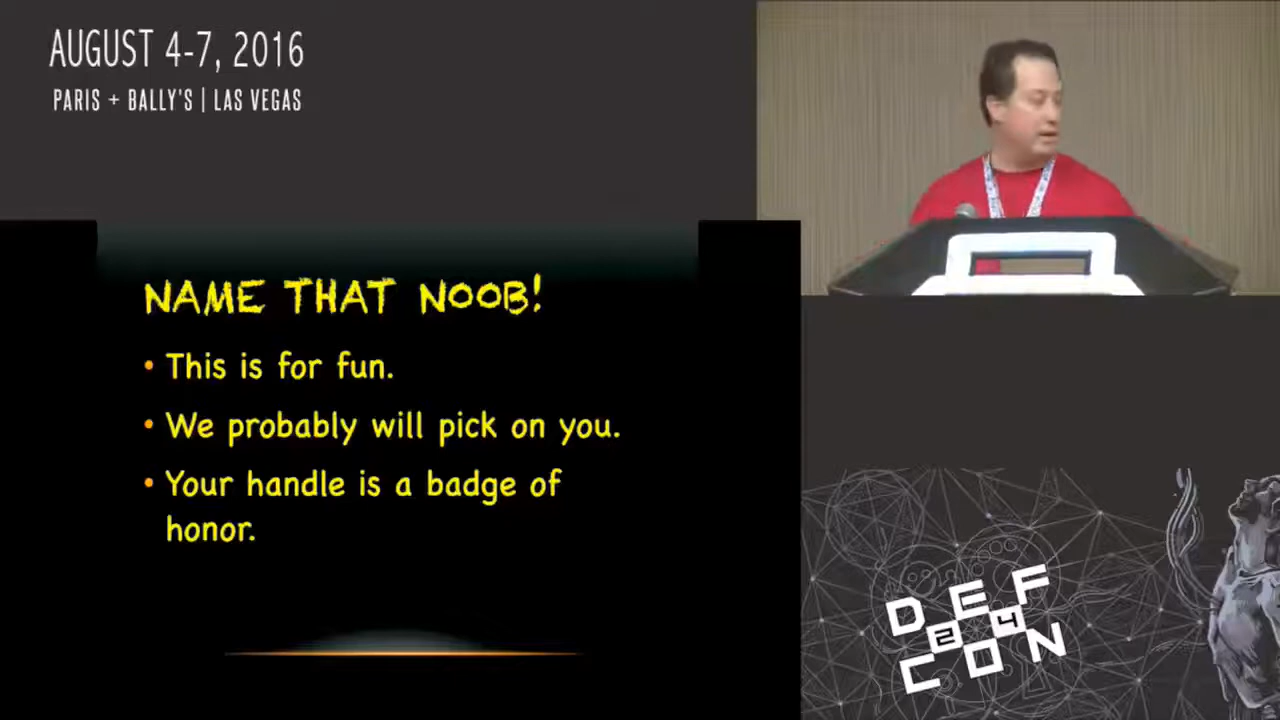 AUGUST 4-7, 2016
PARIS + BALLY'S | LAS VEGAS
NAME THAT NOOB!
• This is for fun.
• We probably will pick on you.
• Your handle is a badge of
honor.
DEF
24
CON